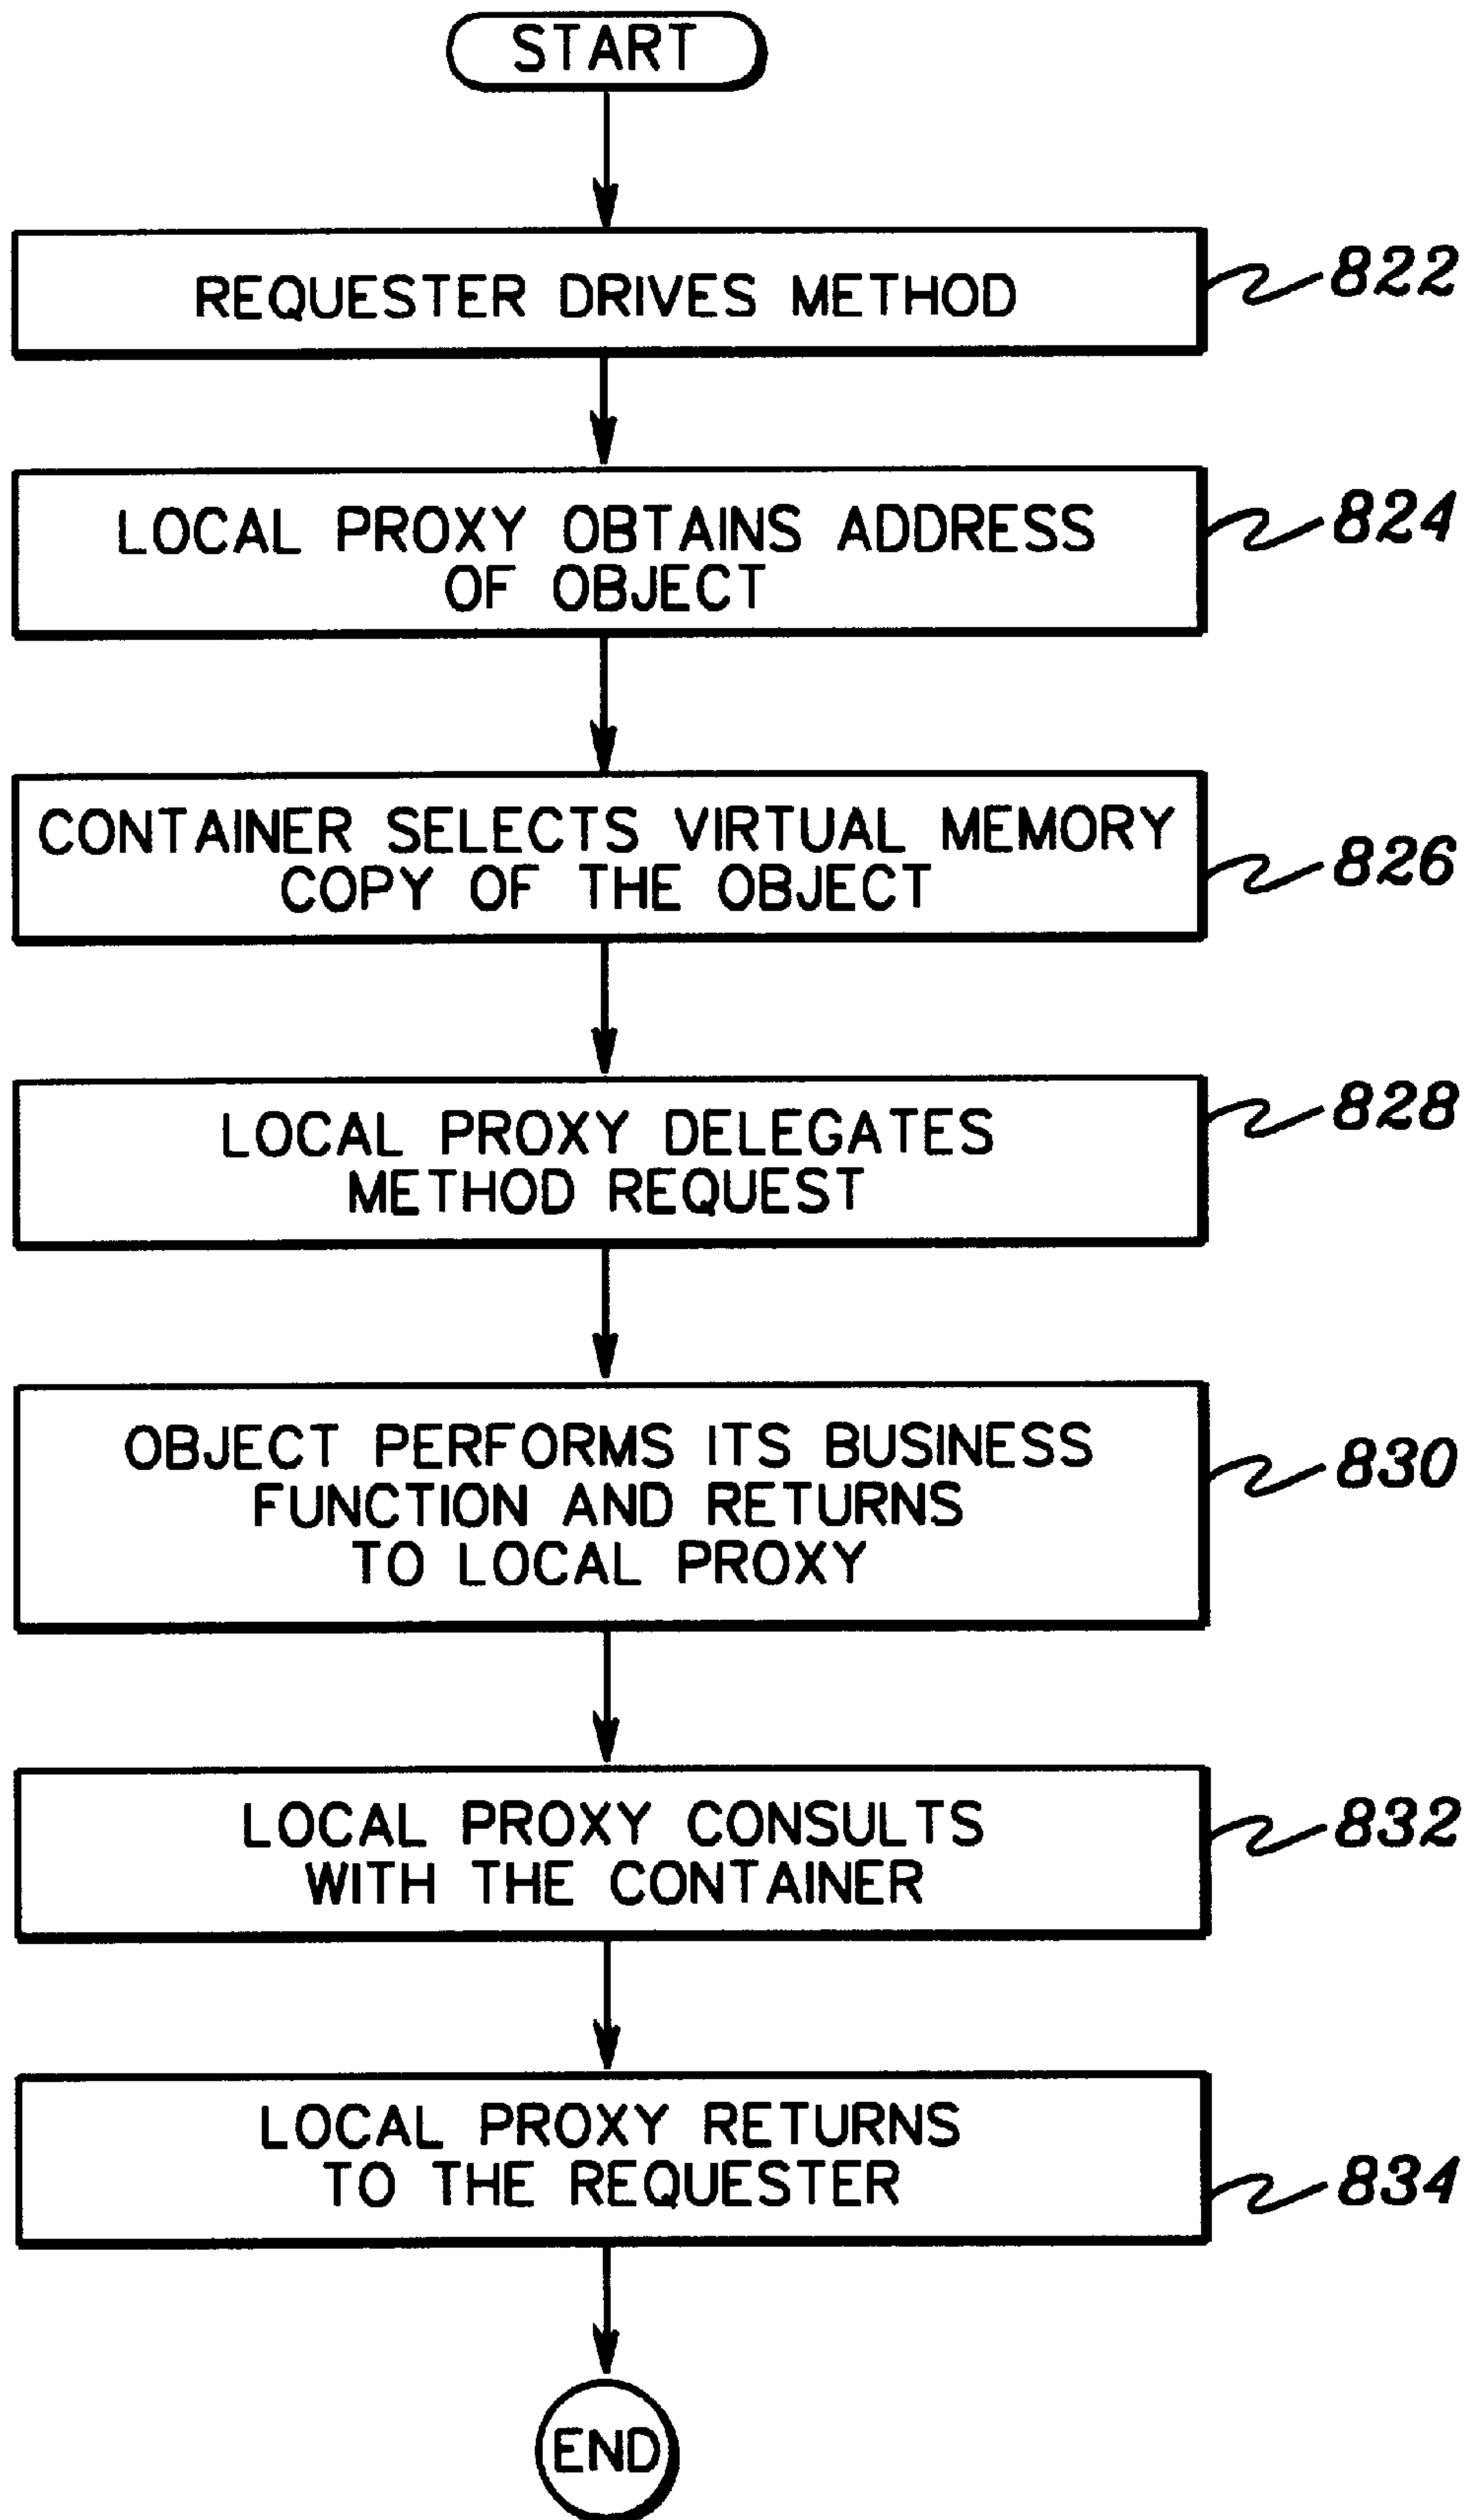 START
REQUESTER DRIVES METHOD
822
LOCAL PROXY OBTAINS ADDRESS
OF OBJECT
824
CONTAINER SELECTS VIRTUAL MEMORY
COPY OF THE OBJECT
826
LOCAL PROXY DELEGATES
METHOD REQUEST
828
OBJECT PERFORMS ITS BUSINESS
FUNCTION AND RETURNS
TO LOCAL PROXY
830
LOCAL PROXY CONSULTS
WITH THE CONTAINER
832
LOCAL PROXY RETURNS
TO THE REQUESTER
834
END